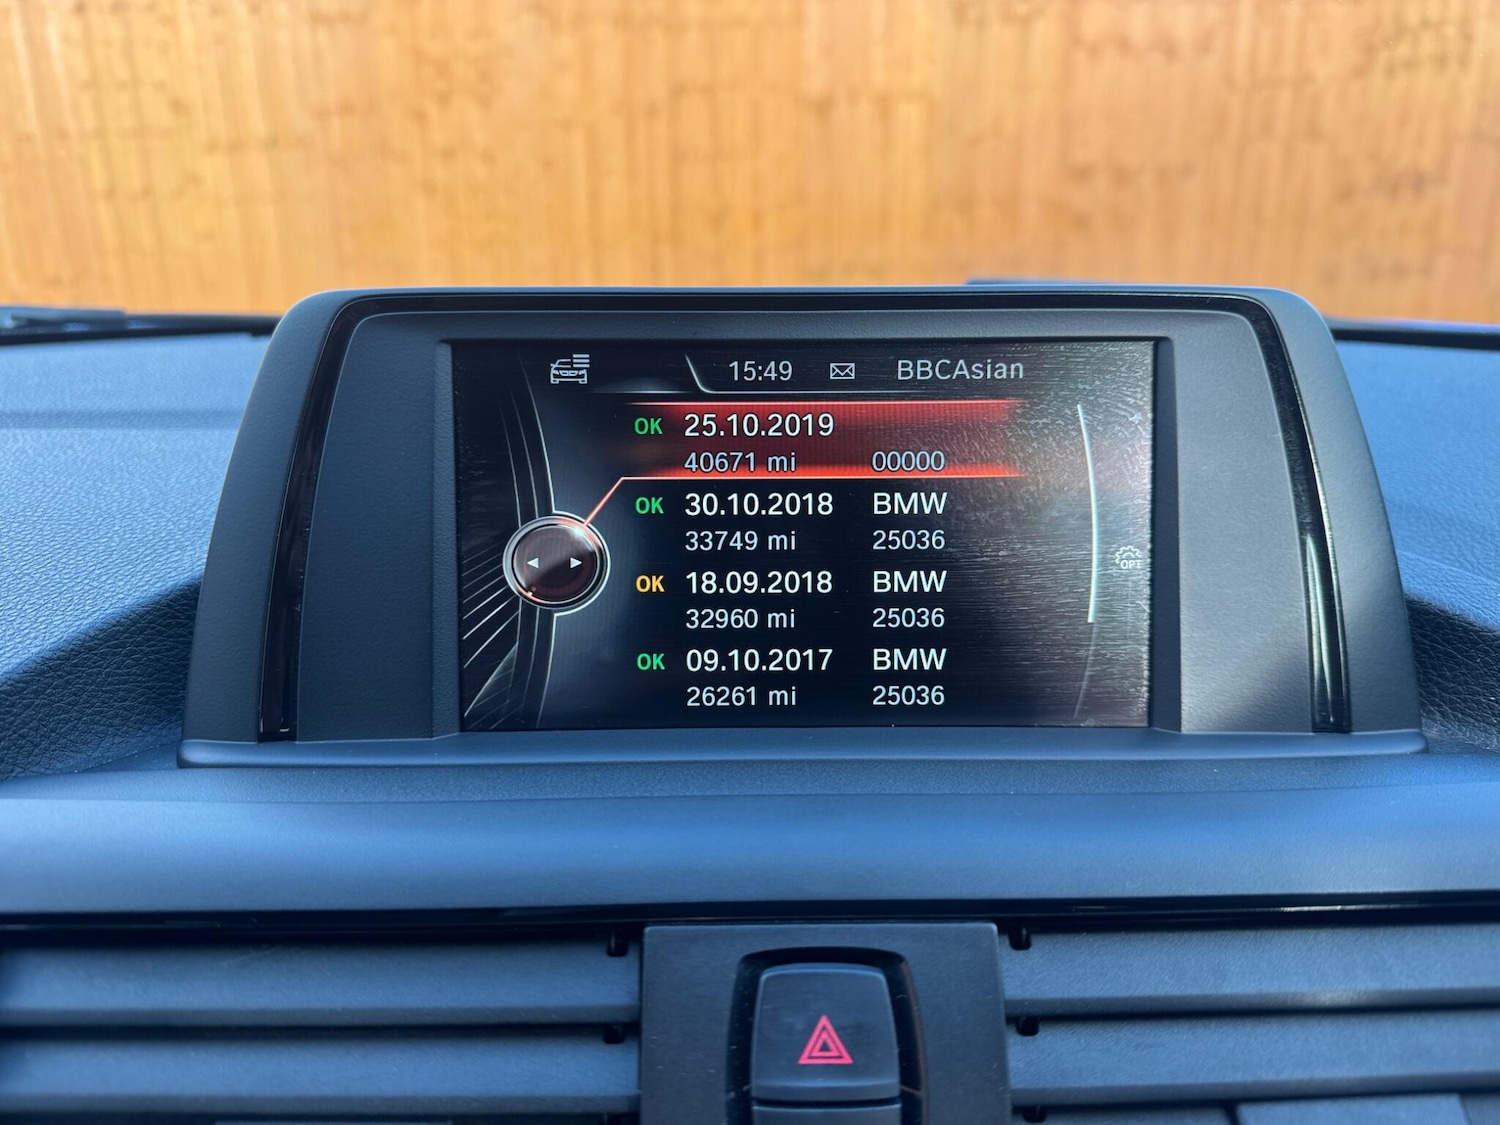 15:49 BBCAsian
OK 25.10.2019
40671 mi 00000
OK 30.10.2018 BMW
33749 mi 25036
OK 18.09.2018 BMW
32960 mi 25036
OK 09.10.2017 BMW
26261 mi 25036
OPT